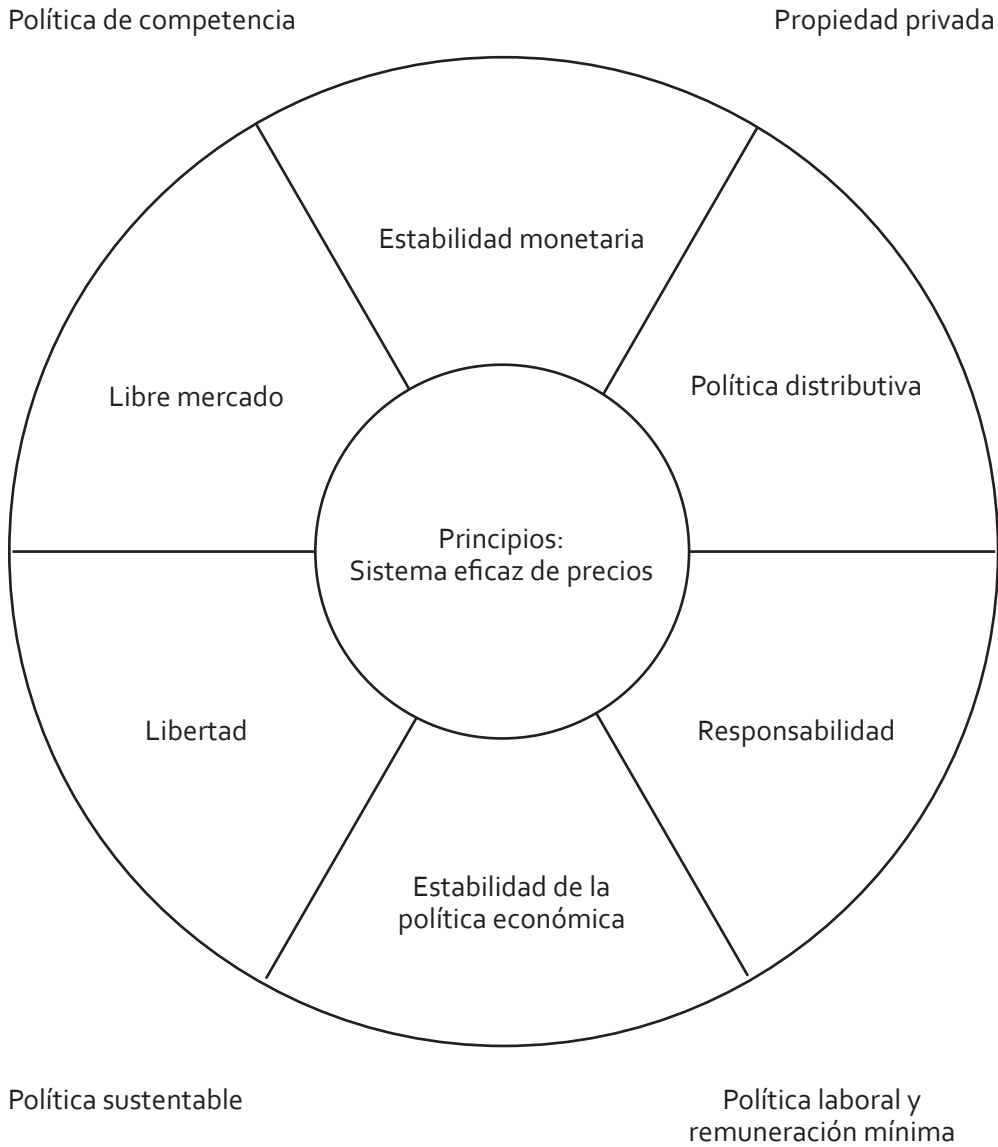 Política de competencia
Propiedad privada
Estabilidad monetaria
Libre mercado
Política distributiva
Principios:
Sistema eficaz de precios
Libertad
Responsabilidad
Estabilidad de la
política económica
Política sustentable
Política laboral y
remuneración mínima